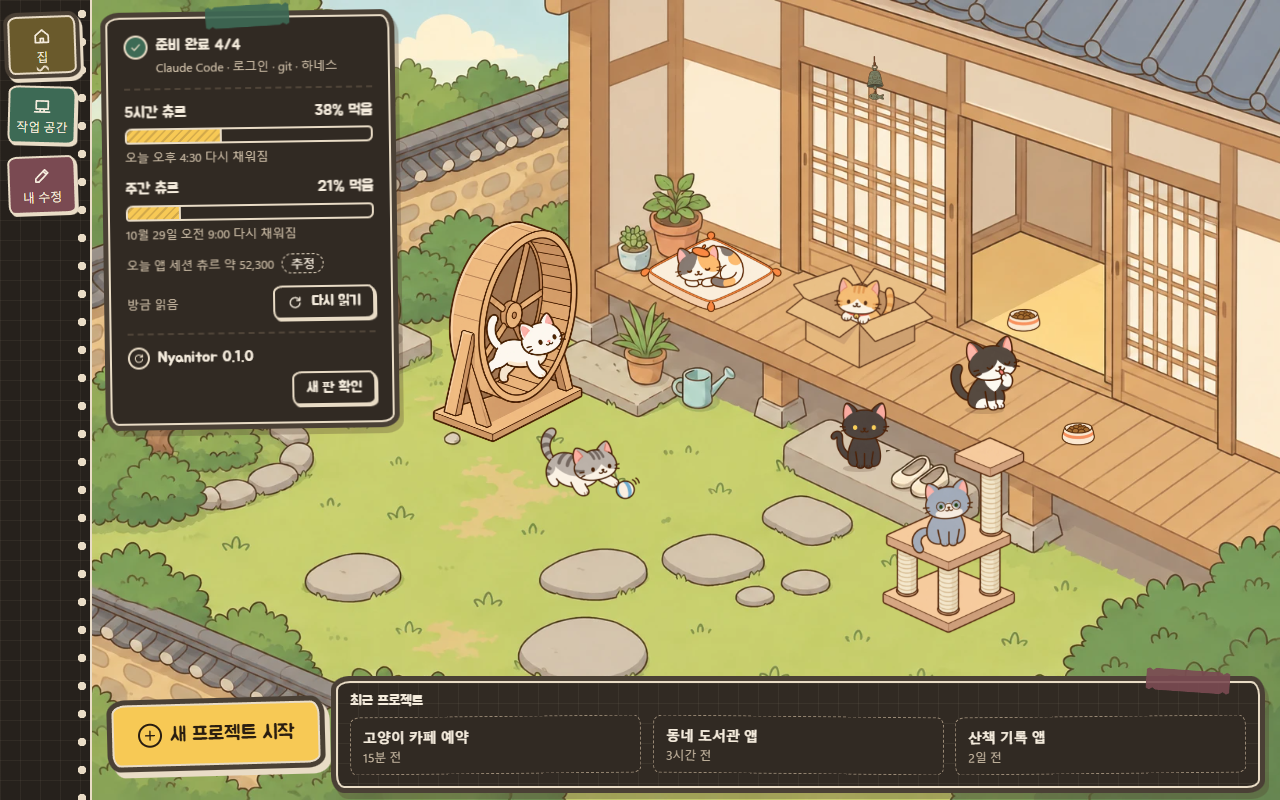 집
작업 공간
내 수정
준비 완료 4/4
Claude Code · 로그인 · git · 하네스
5시간 츄르 38% 먹음
오늘 오후 4:30 다시 채워짐
주간 츄르 21% 먹음
10월 29일 오전 9:00 다시 채워짐
오늘 앱 세션 츄르 약 52,300 추정
방금 읽음 다시 읽기
Nyanitor 0.1.0
새 판 확인
새 프로젝트 시작
최근 프로젝트
고양이 카페 예약
15분 전
동네 도서관 앱
3시간 전
산책 기록 앱
2일 전